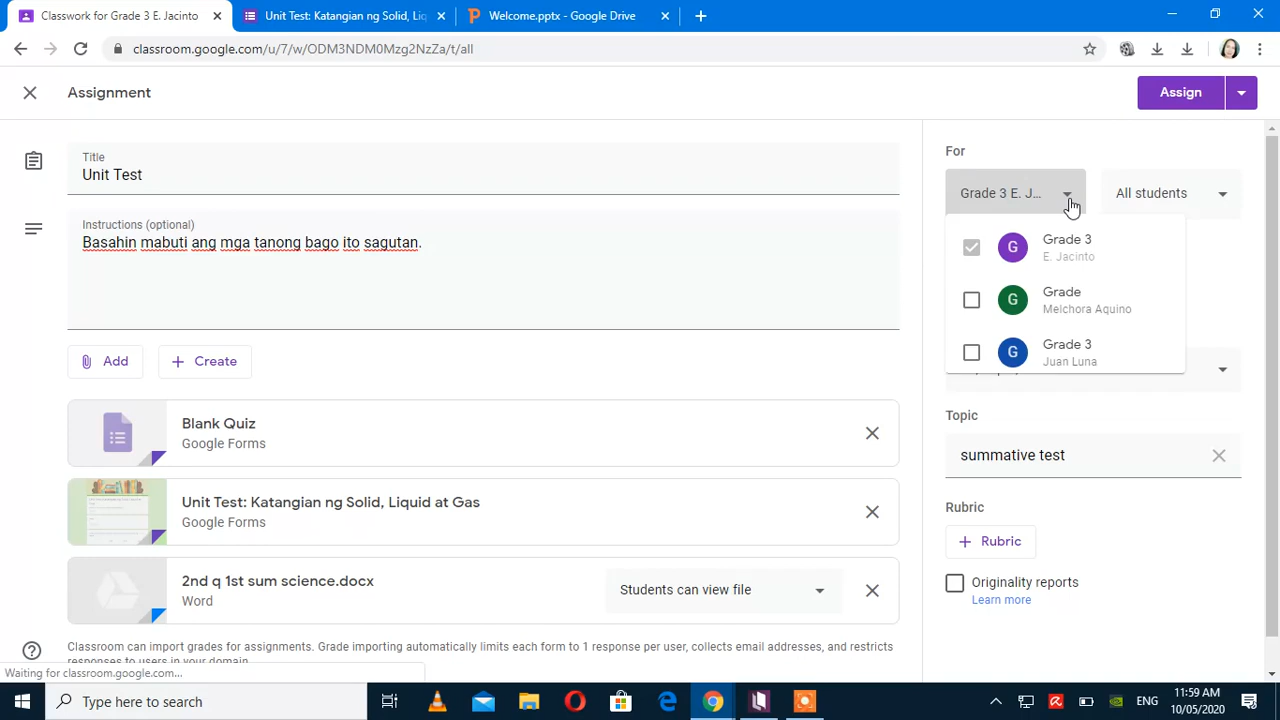 Classwork for Grade 3 E. Jacinto
Unit Test: Katangian ng Solid, Liq
Welcome.pptx - Google Drive
classroom.google.com/u/7/w/ODM3NDM0Mzg2NzZa/t/all
Assignment
Assign
Title
Unit Test
Instructions (optional)
Basahin mabuti ang mga tanong bago ito sagutan.
Add
Create
Blank Quiz
Google Forms
Unit Test: Katangian ng Solid, Liquid at Gas
Google Forms
2nd q 1st sum science.docx
Word
Students can view file
Classroom can import grades for assignments. Grade importing automatically limits each form to 1 response per user, collects email addresses, and restricts
responses to users in your domain.
Waiting for classroom.google.com...
For
Grade 3 E. J...
All students
G
Grade 3
E. Jacinto
G
Grade
Melchora Aquino
G
Grade 3
Juan Luna
Topic
summative test
Rubric
Rubric
Originality reports
Learn more
Type here to search
ENG
11:59 AM
10/05/2020